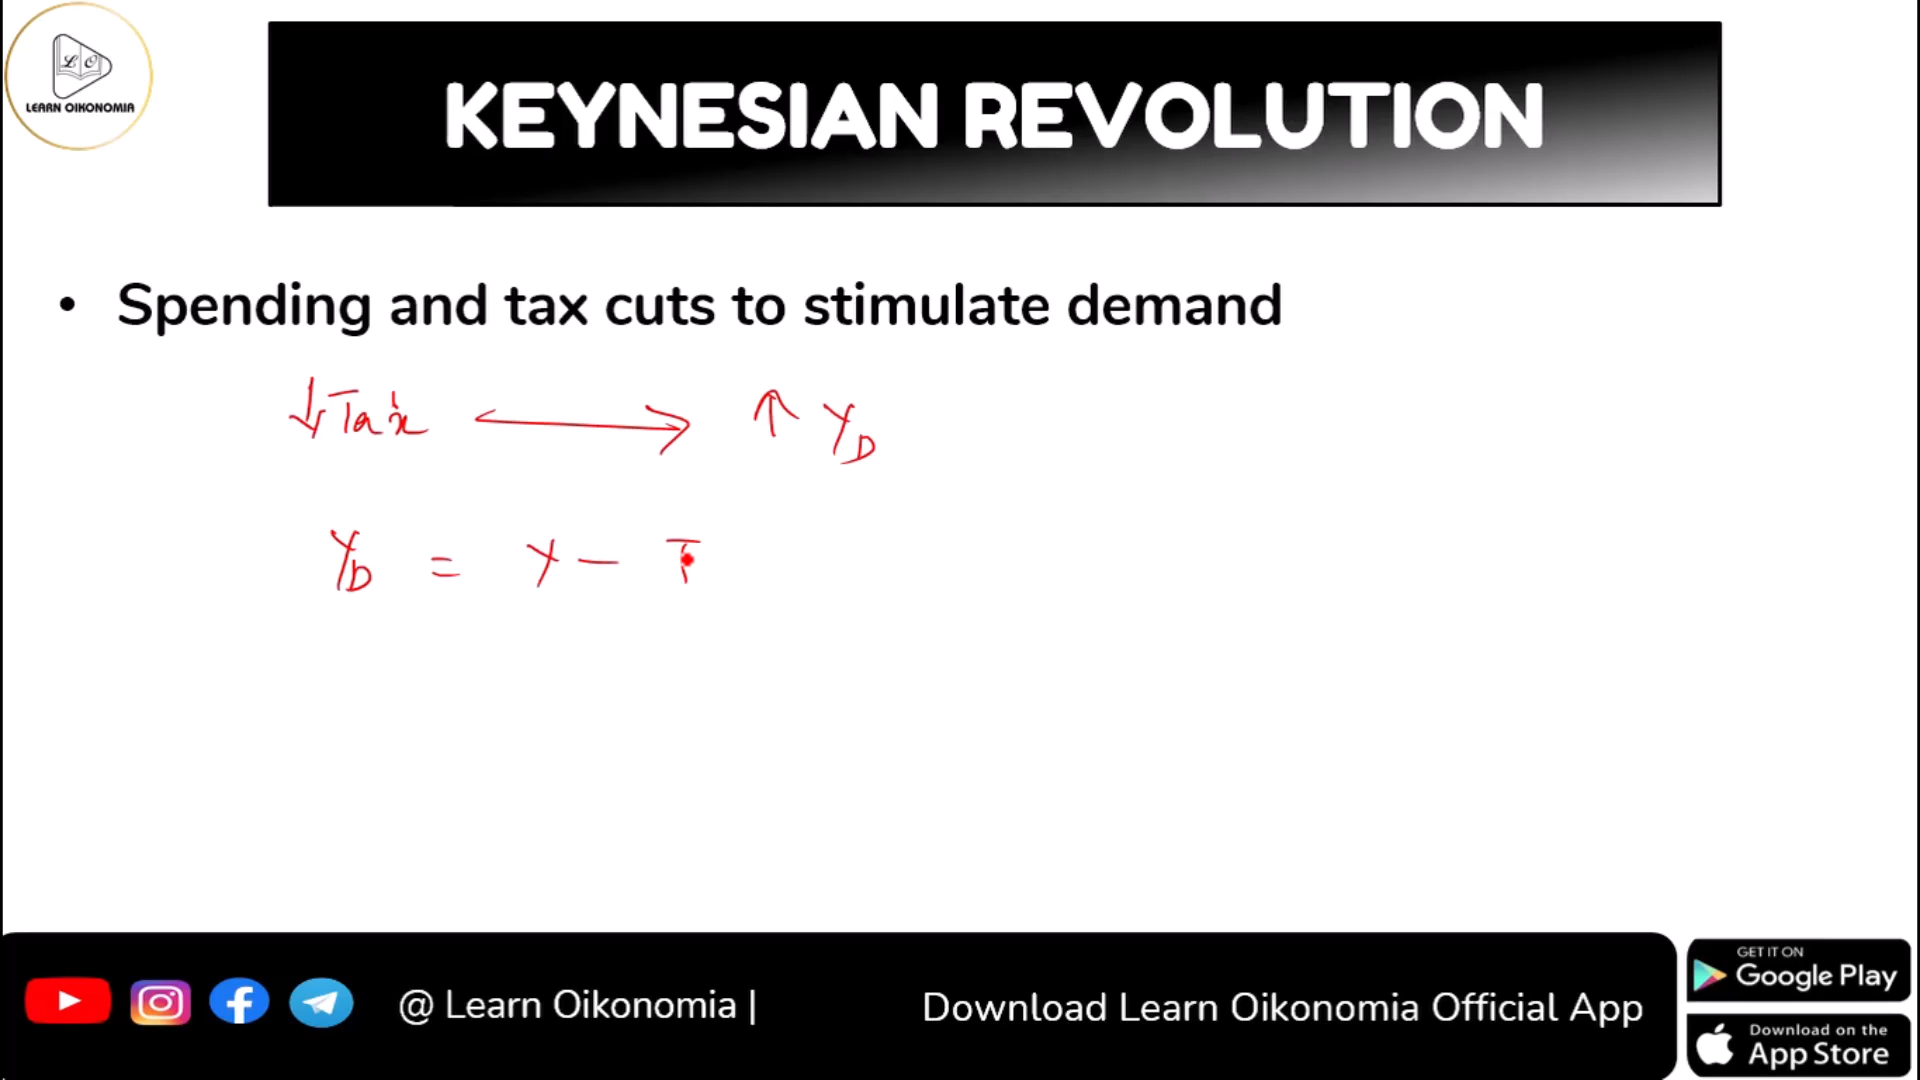 L O
LEARN OIKONOMIA
KEYNESIAN REVOLUTION
• Spending and tax cuts to stimulate demand
↓ Tax ⟷ ↑ Y_D
Y_D = Y - T
@ Learn Oikonomia |
Download Learn Oikonomia Official App
GET IT ON
Google Play
Download on the
App Store